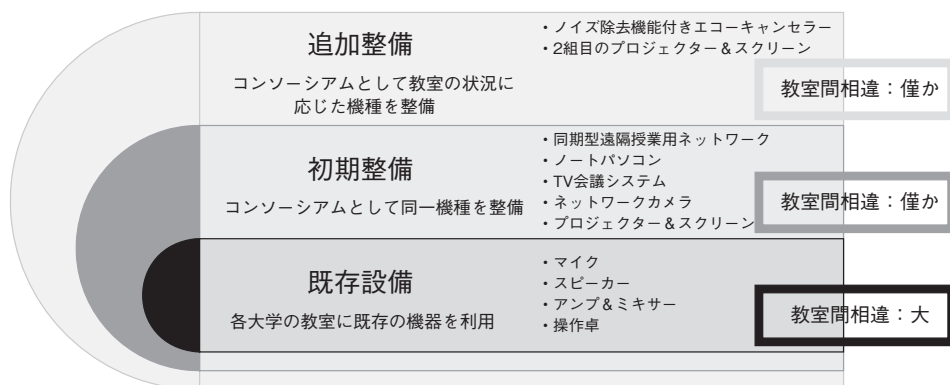 追加整備
コンソーシアムとして教室の状況に
応じた機種を整備
・ノイズ除去機能付きエコーキャンセラー
・2組目のプロジェクター&スクリーン
教室間相違：僅か
初期整備
コンソーシアムとして同一機種を整備
・同期型遠隔授業用ネットワーク
・ノートパソコン
・TV会議システム
・ネットワークカメラ
・プロジェクター&スクリーン
教室間相違：僅か
既存設備
各大学の教室に既存の機器を利用
・マイク
・スピーカー
・アンプ&ミキサー
・操作卓
教室間相違：大